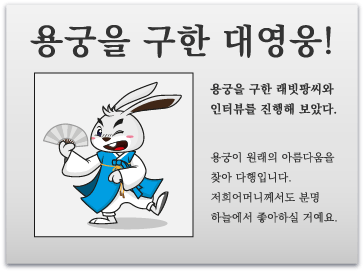 용궁을 구한 대영웅!
용궁을 구한 래빗팡씨와
인터뷰를 진행해 보았다.
용궁이 원래의 아름다움을
찾아 다행입니다.
저희어머니께서도 분명
하늘에서 좋아하실 거예요.